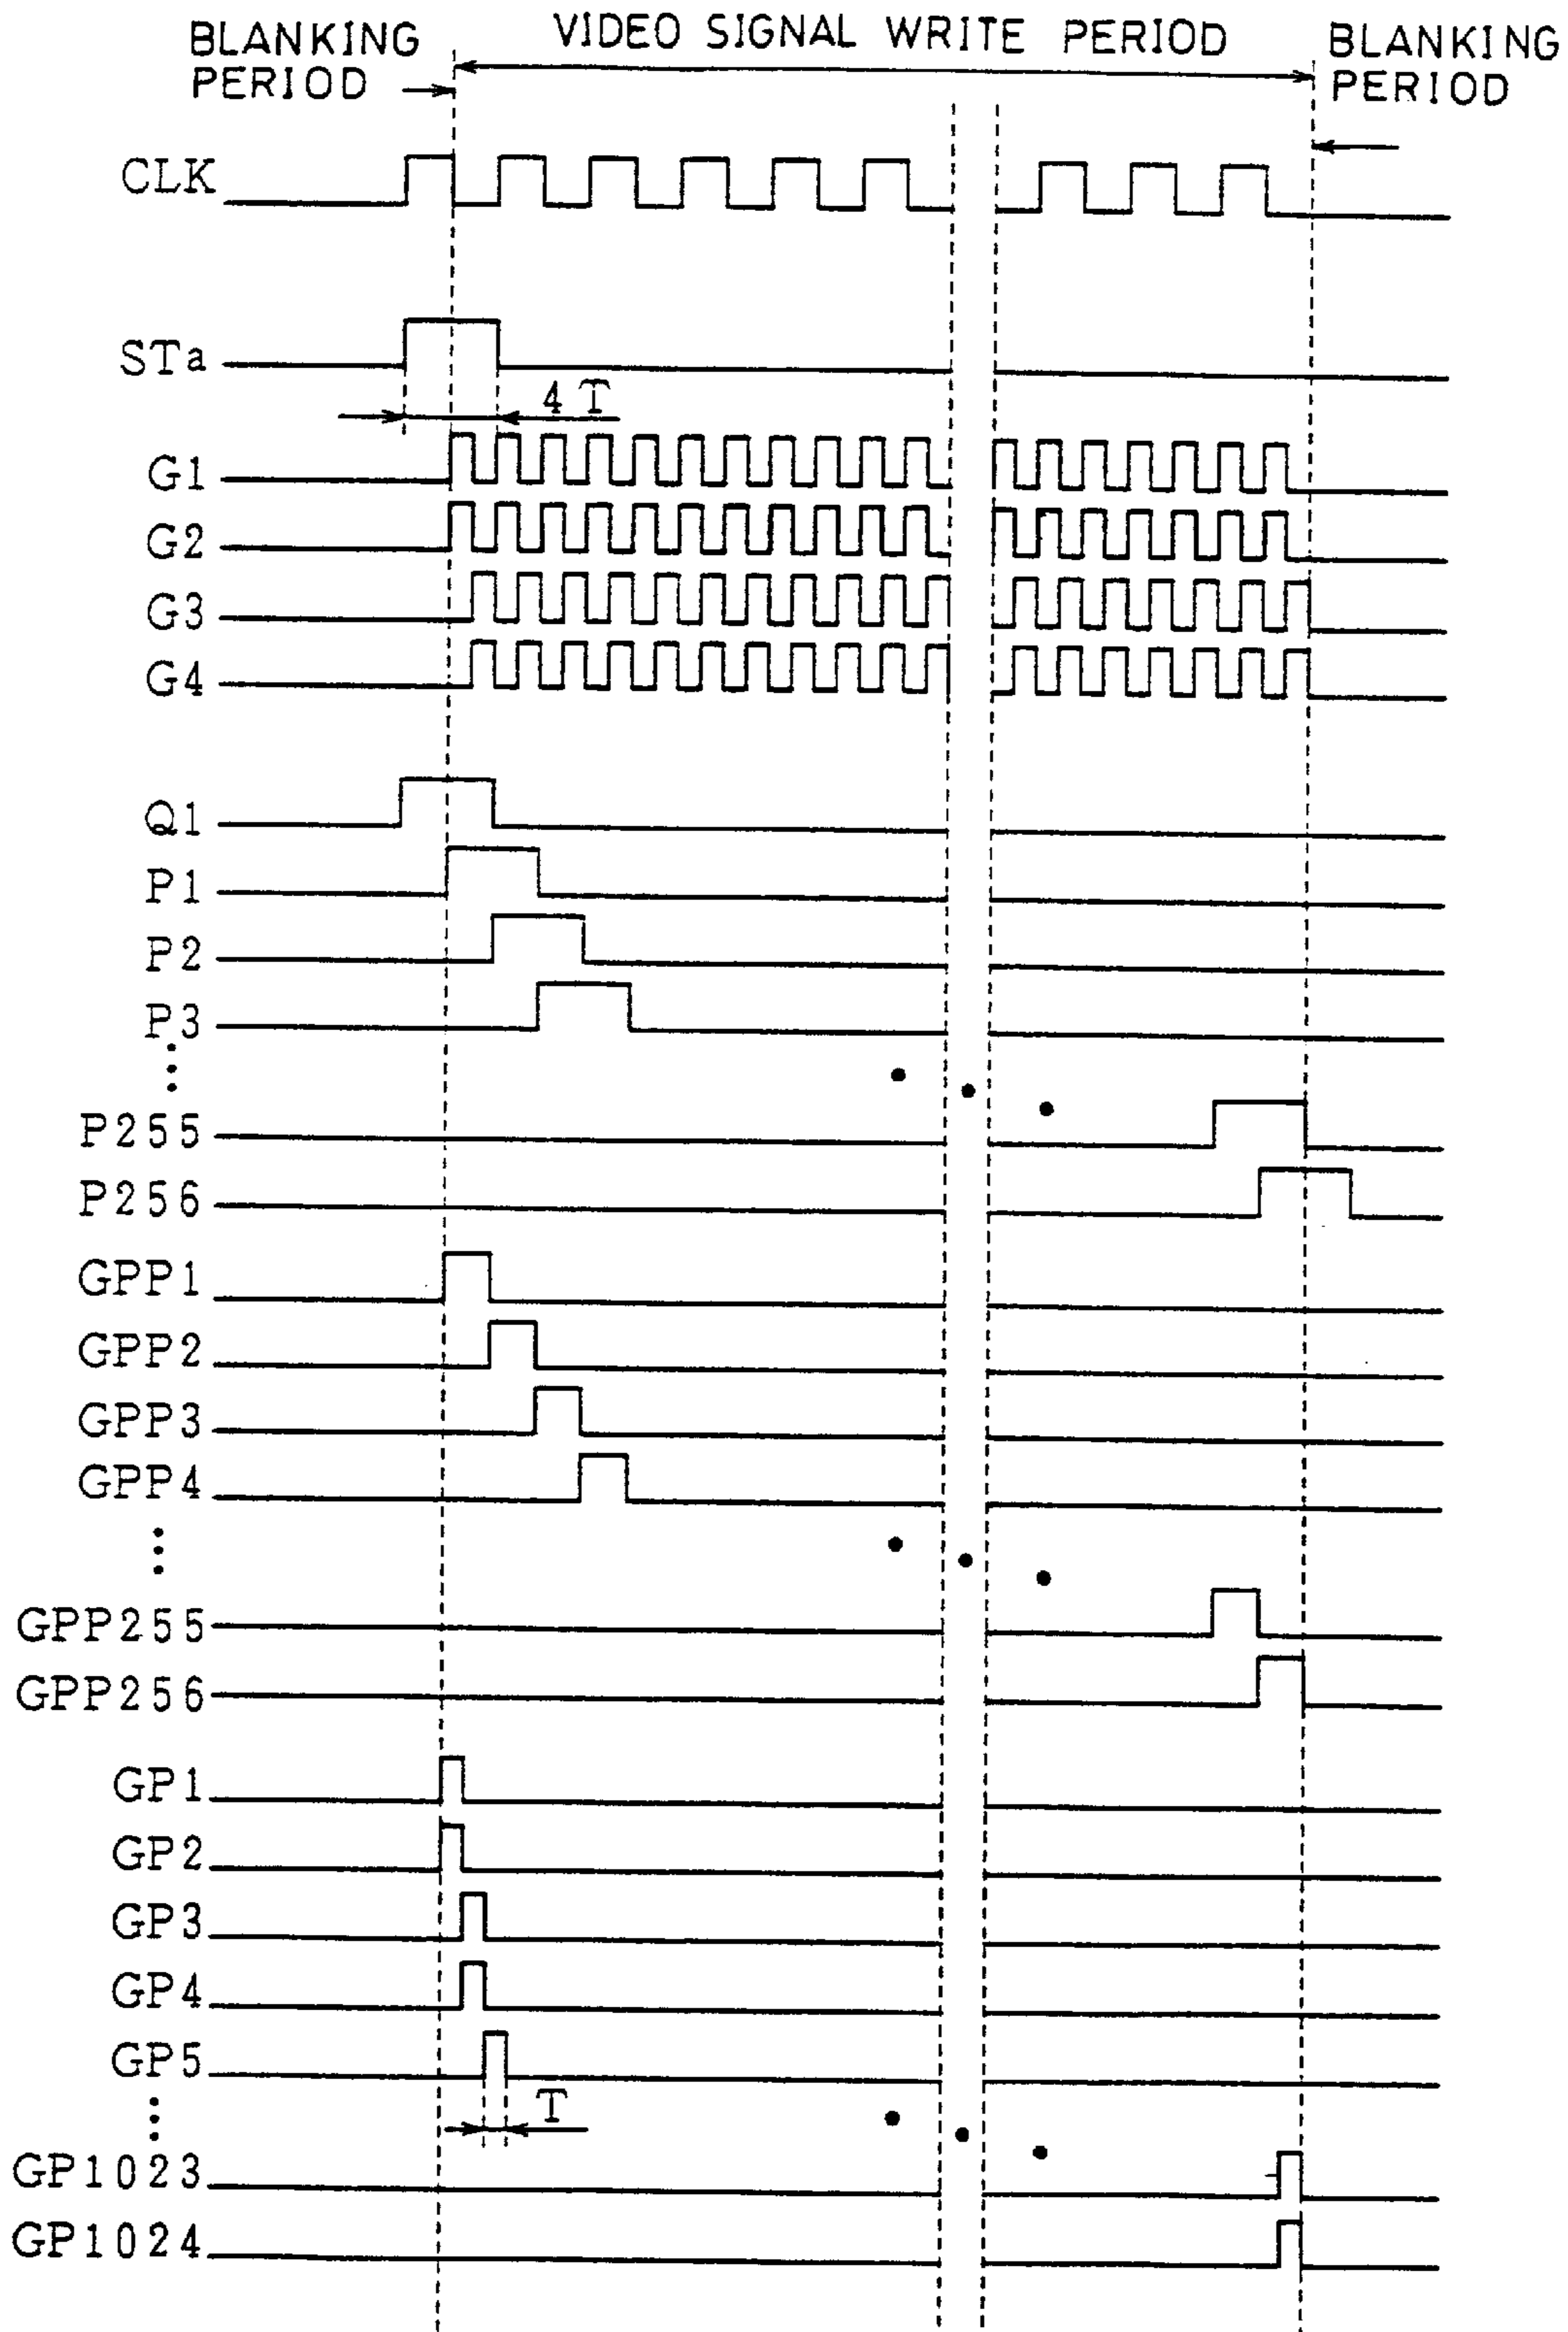 BLANKING
PERIOD
VIDEO SIGNAL WRITE PERIOD
BLANKING
PERIOD
CLK
STa
4T
G1
G2
G3
G4
Q1
P1
P2
P3
P255
P256
GPP1
GPP2
GPP3
GPP4
GPP255
GPP256
GP1
GP2
GP3
GP4
GP5
T
GP1023
GP1024